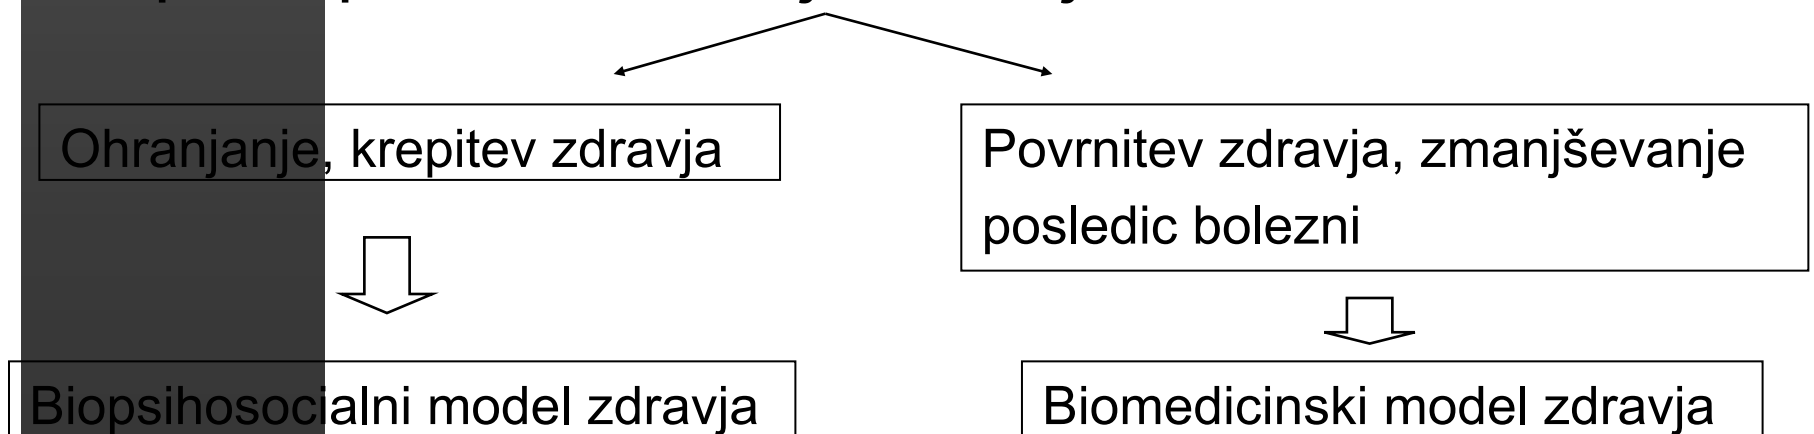 Ohranjanje, krepitev zdravja
Povrnitev zdravja, zmanjševanje
posledic bolezni
Biopsihosocialni model zdravja
Biomedicinski model zdravja